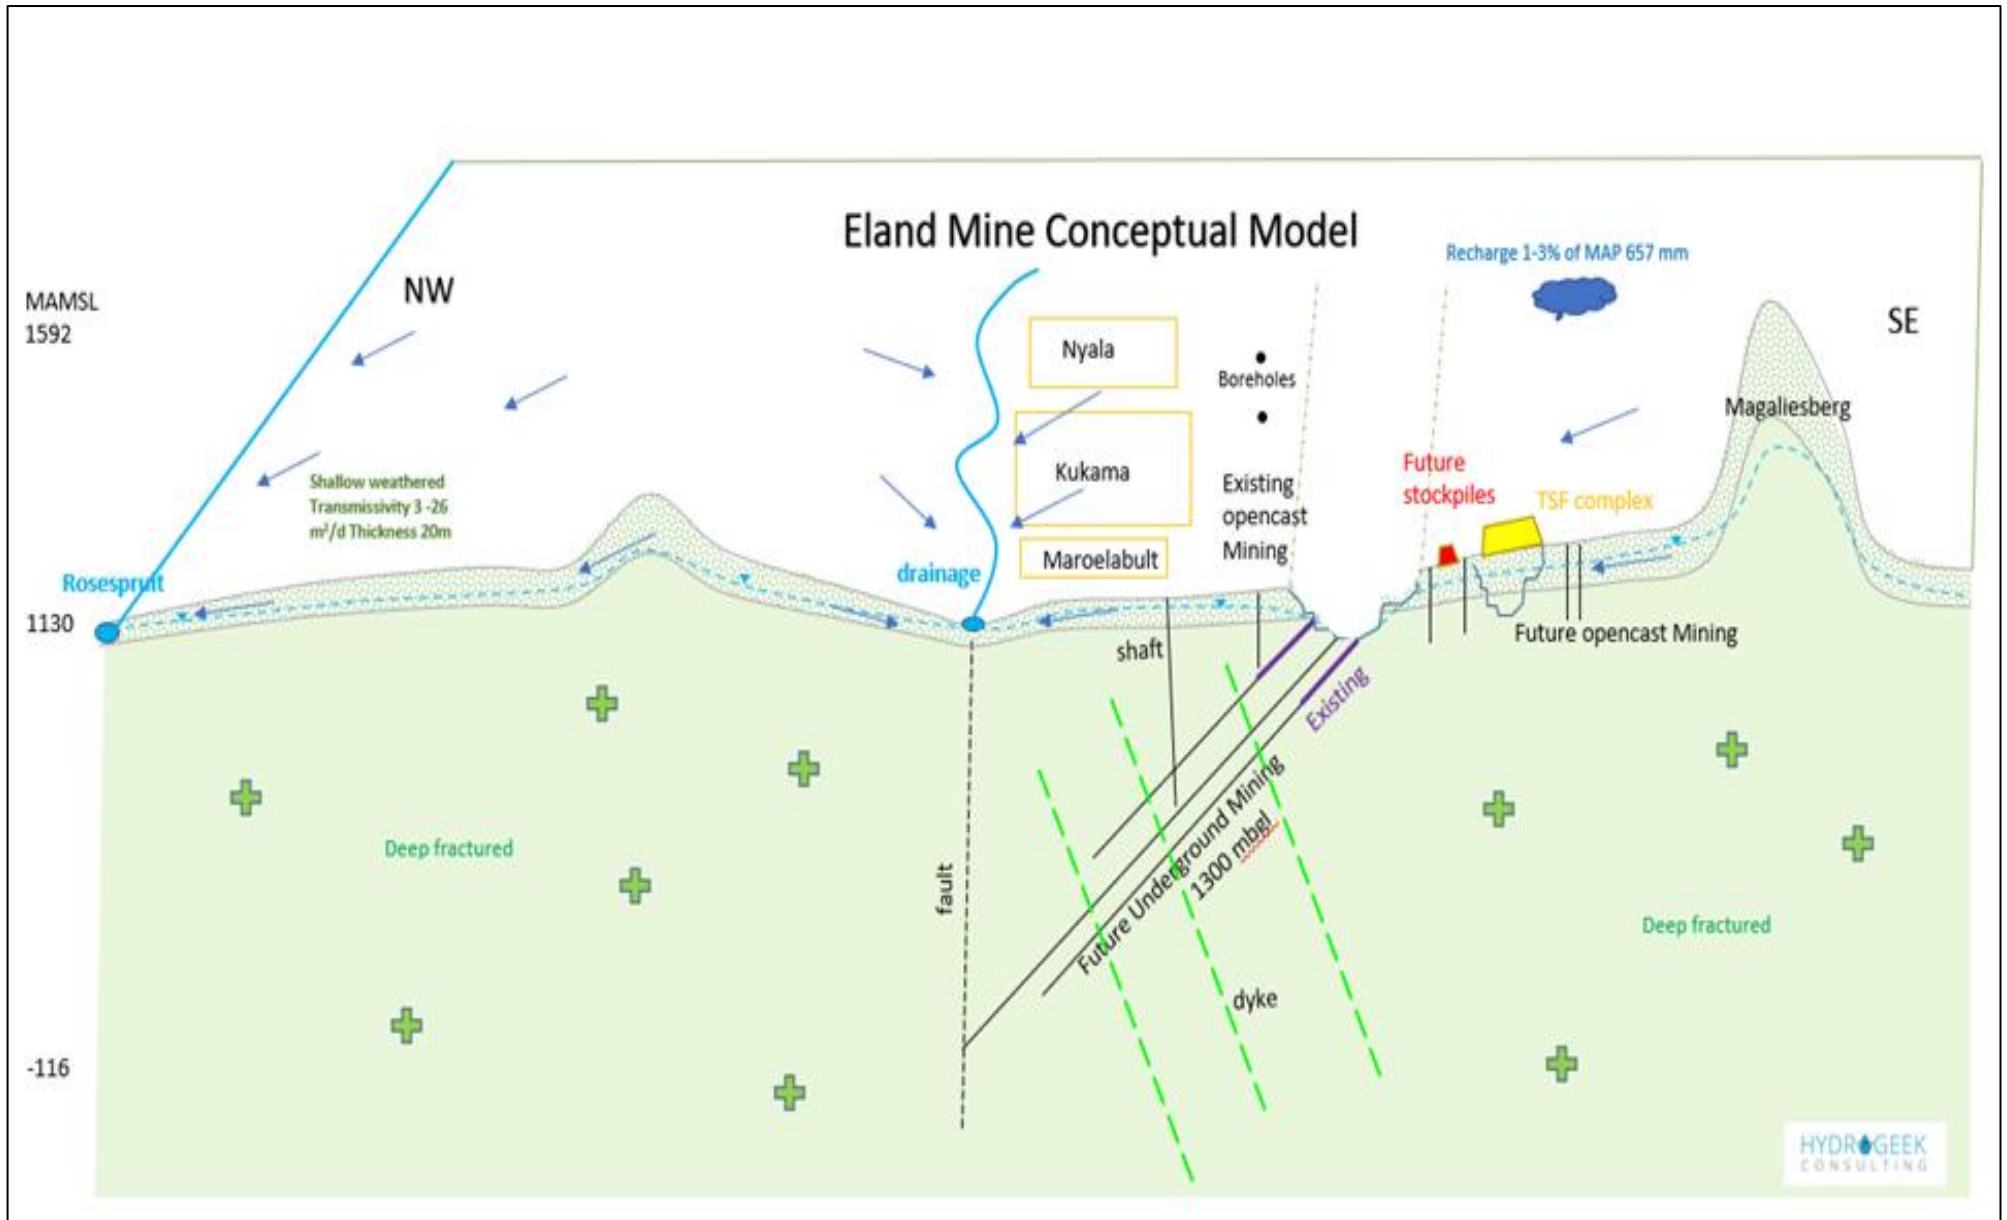 Eland Mine Conceptual Model
Recharge 1-3% of MAP 657 mm
NW
MAMSL
1592
SE
Nyala
Boreholes
Magaliesberg
Kukama
Future
stockpiles
Existing
opencast
Mining
TSF complex
Shallow weathered
Transmissivity 3 -26
m²/d Thickness 20m
Maroelabult
drainage
Rosespruit
1130
shaft
Future opencast Mining
Existing
Future Underground Mining
1300 mbgl
Deep fractured
fault
Deep fractured
dyke
-116
HYDROGEEK
CONSULTING